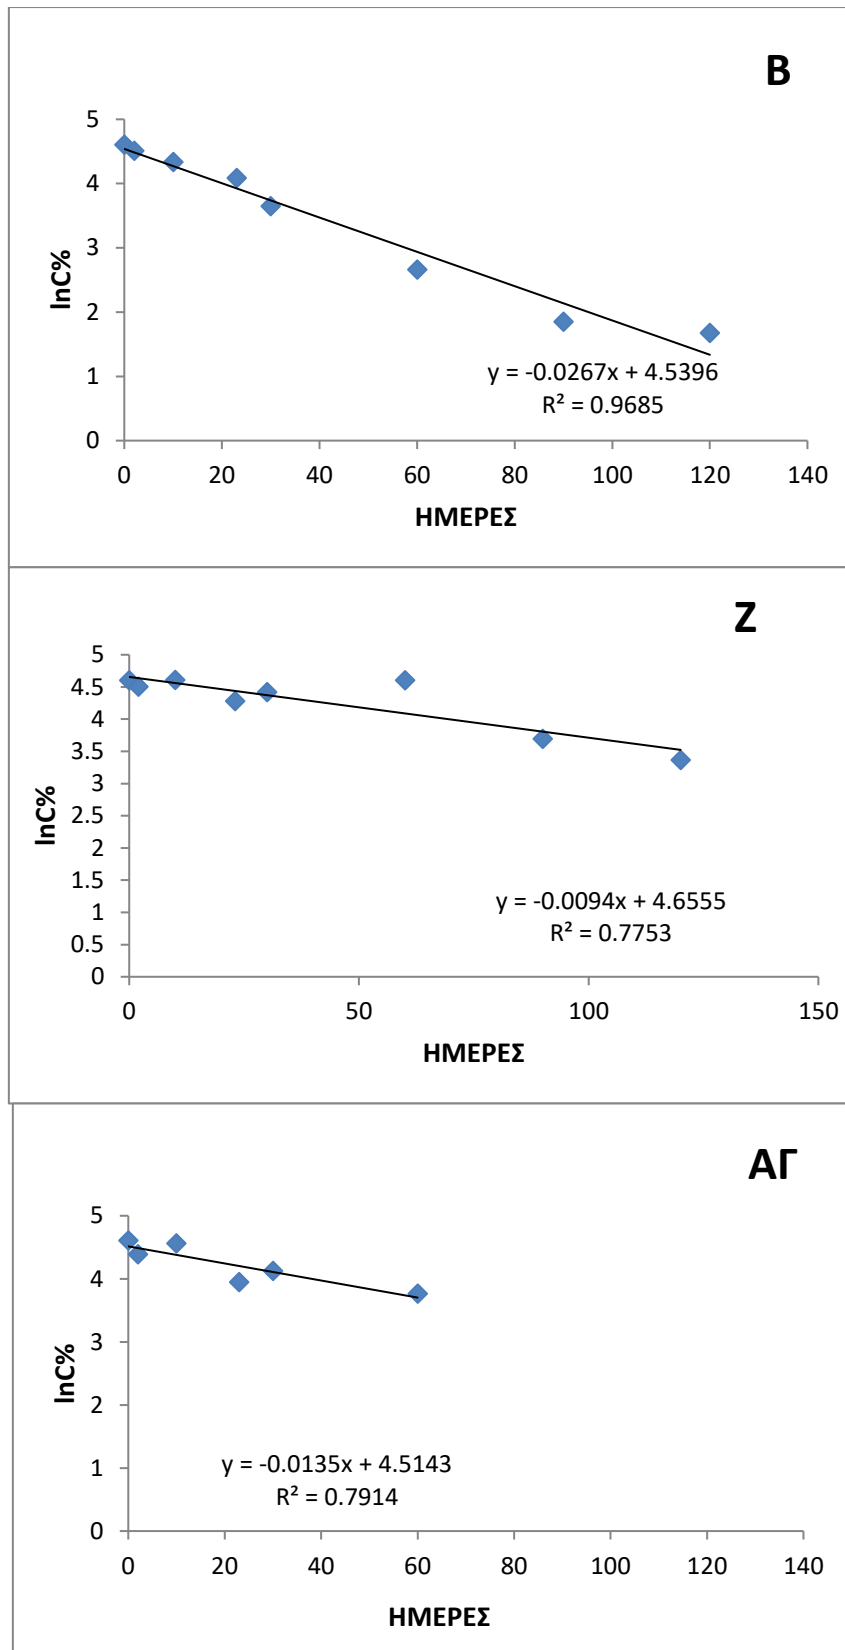 B
5
4
3
2
1
0
lnC%
y = -0.0267x + 4.5396
R² = 0.9685
0 20 40 60 80 100 120 140
ΗΜΕΡΕΣ
Z
5
4.5
4
3.5
3
2.5
2
1.5
1
0.5
0
lnC%
y = -0.0094x + 4.6555
R² = 0.7753
0 50 100 150
ΗΜΕΡΕΣ
ΑΓ
5
4
3
2
1
0
lnC%
y = -0.0135x + 4.5143
R² = 0.7914
0 20 40 60 80 100 120 140
ΗΜΕΡΕΣ